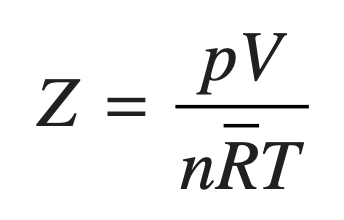 Z = pV / nR̅T